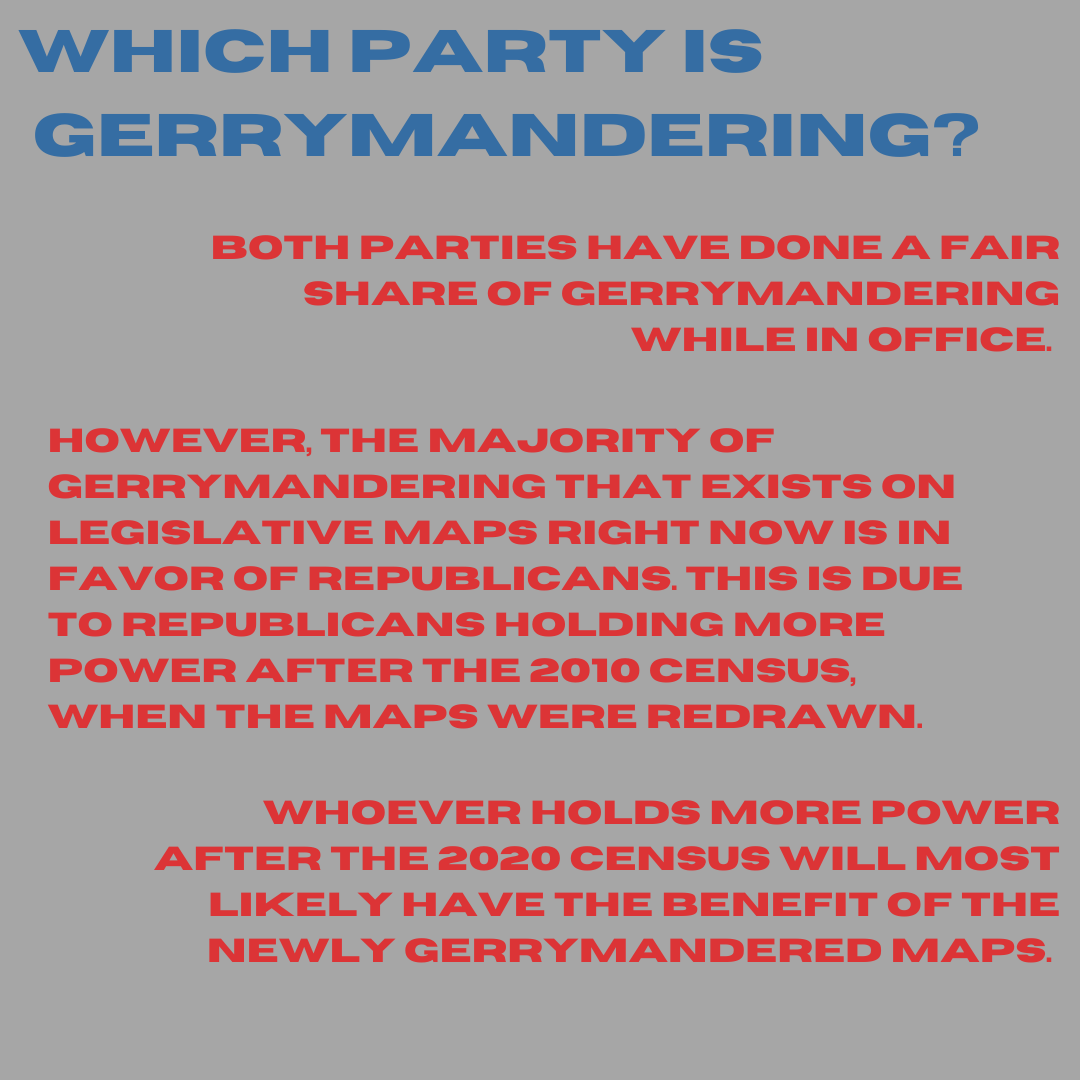 WHICH PARTY IS
GERRYMANDERING?
BOTH PARTIES HAVE DONE A FAIR
SHARE OF GERRYMANDERING
WHILE IN OFFICE.
HOWEVER, THE MAJORITY OF
GERRYMANDERING THAT EXISTS ON
LEGISLATIVE MAPS RIGHT NOW IS IN
FAVOR OF REPUBLICANS. THIS IS DUE
TO REPUBLICANS HOLDING MORE
POWER AFTER THE 2010 CENSUS,
WHEN THE MAPS WERE REDRAWN.
WHOEVER HOLDS MORE POWER
AFTER THE 2020 CENSUS WILL MOST
LIKELY HAVE THE BENEFIT OF THE
NEWLY GERRYMANDERED MAPS.